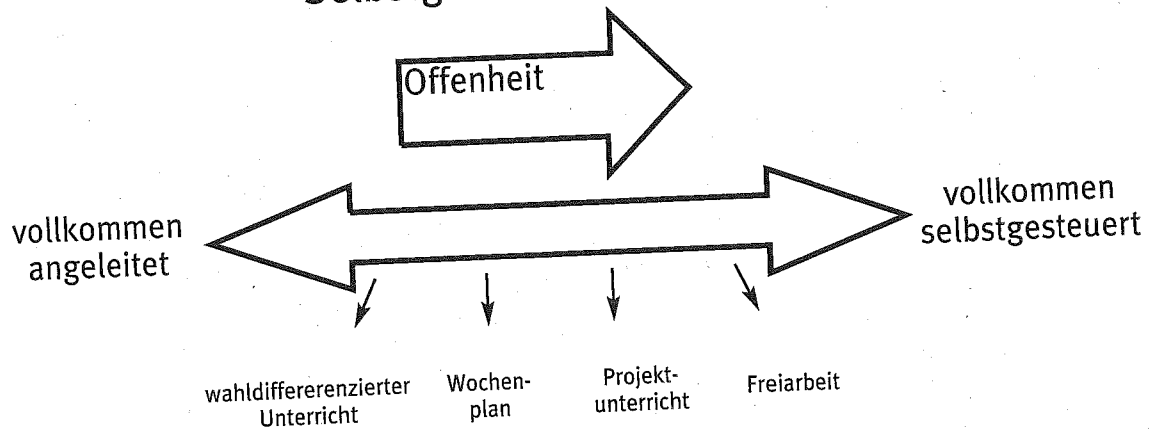 Offenheit
vollkommen
angeleitet
vollkommen
selbstgesteuert
wahldiffererenzierter
Unterricht
Wochen-
plan
Projekt-
unterricht
Freiarbeit